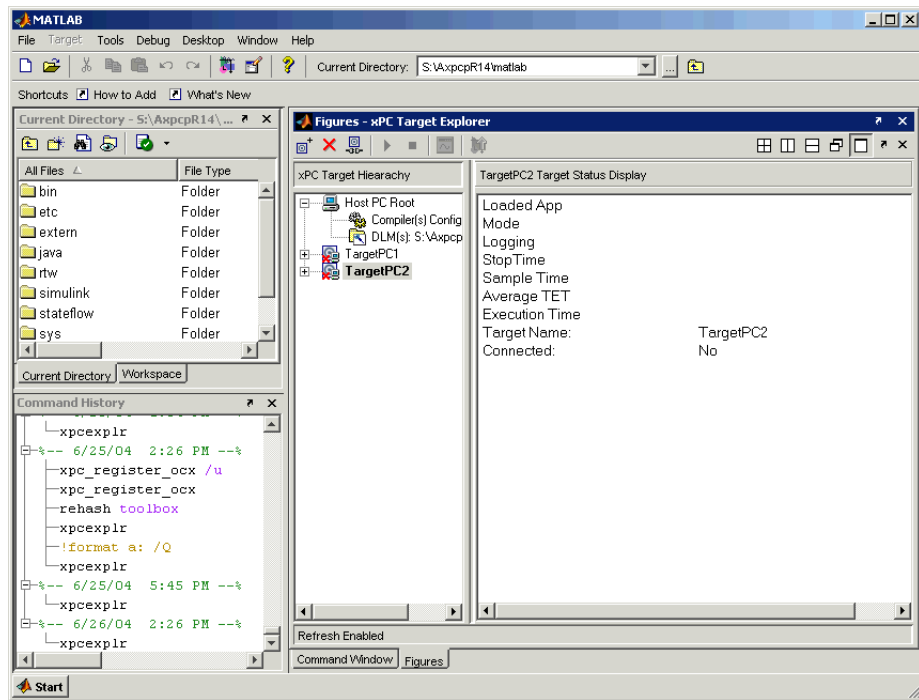 MATLAB
File Target Tools Debug Desktop Window Help
Current Directory: S:\AxpcpR14\matlab
...
Shortcuts How to Add What's New
Current Directory - S:\AxpcpR14\ ...
All Files File Type
bin Folder
etc Folder
extern Folder
java Folder
rtw Folder
simulink Folder
stateflow Folder
sys Folder
Current Directory Workspace
Command History
xpcexplr
%-- 6/25/04 2:26 PM --%
xpc_register_ocx /u
xpc_register_ocx
rehash toolbox
xpcexplr
!format a: /Q
xpcexplr
%-- 6/25/04 5:45 PM --%
xpcexplr
%-- 6/26/04 2:26 PM --%
xpcexplr
Figures - xPC Target Explorer
xPC Target Hiearachy
Host PC Root
Compiler(s) Config
DLM(s): S:\Axpcp
TargetPC1
TargetPC2
TargetPC2 Target Status Display
Loaded App
Mode
Logging
StopTime
Sample Time
Average TET
Execution Time
Target Name: TargetPC2
Connected: No
Refresh Enabled
Command Window Figures
Start